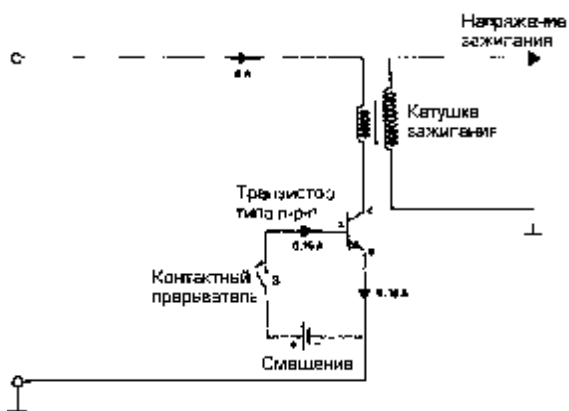 Напряжение
зажигания
Катушка
зажигания
Транзистор
типа n-p-n
Контактный
прерыватель
Смещение